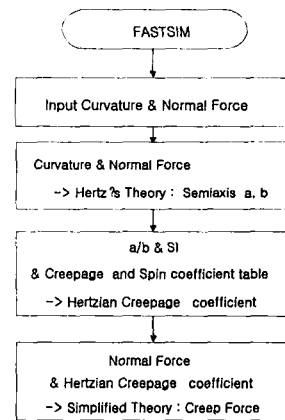 FASTSIM
Input Curvature & Normal Force
Curvature & Normal Force
-> Hertz?s Theory : Semiaxis a, b
a/b & SI
& Creepage and Spin coefficient table
-> Hertzian Creepage coefficient
Normal Force
& Hertzian Creepage coefficient
-> Simplified Theory : Creep Force